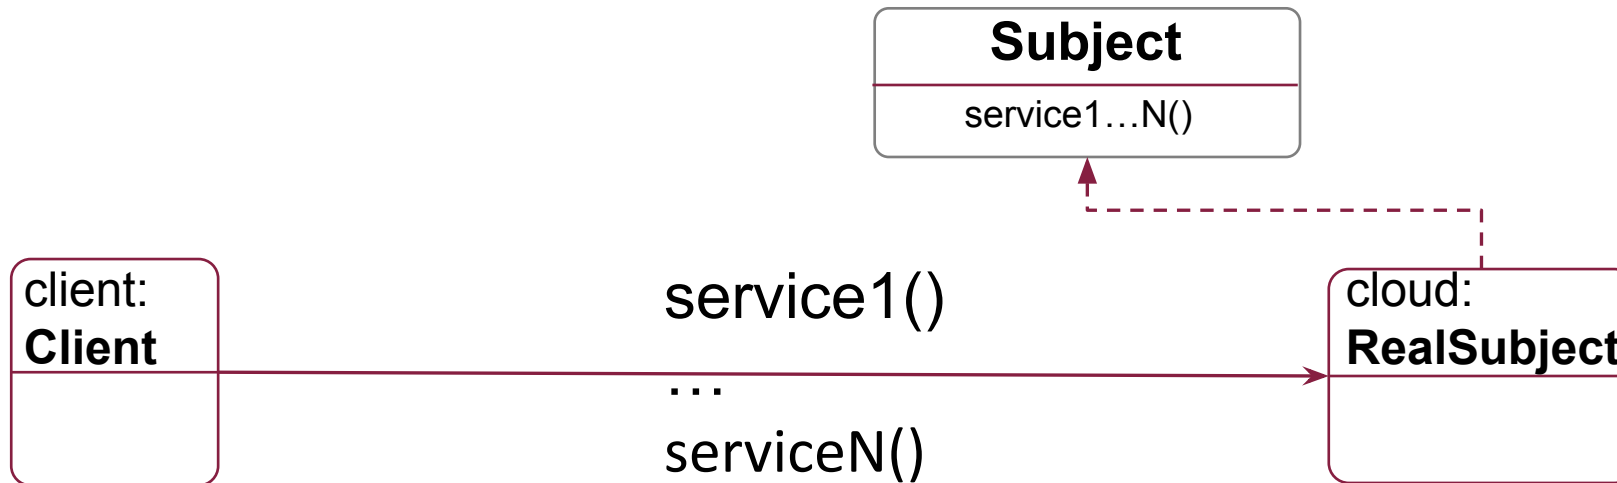 Subject
service1…N()
client:
Client
service1()
…
serviceN()
cloud:
RealSubject